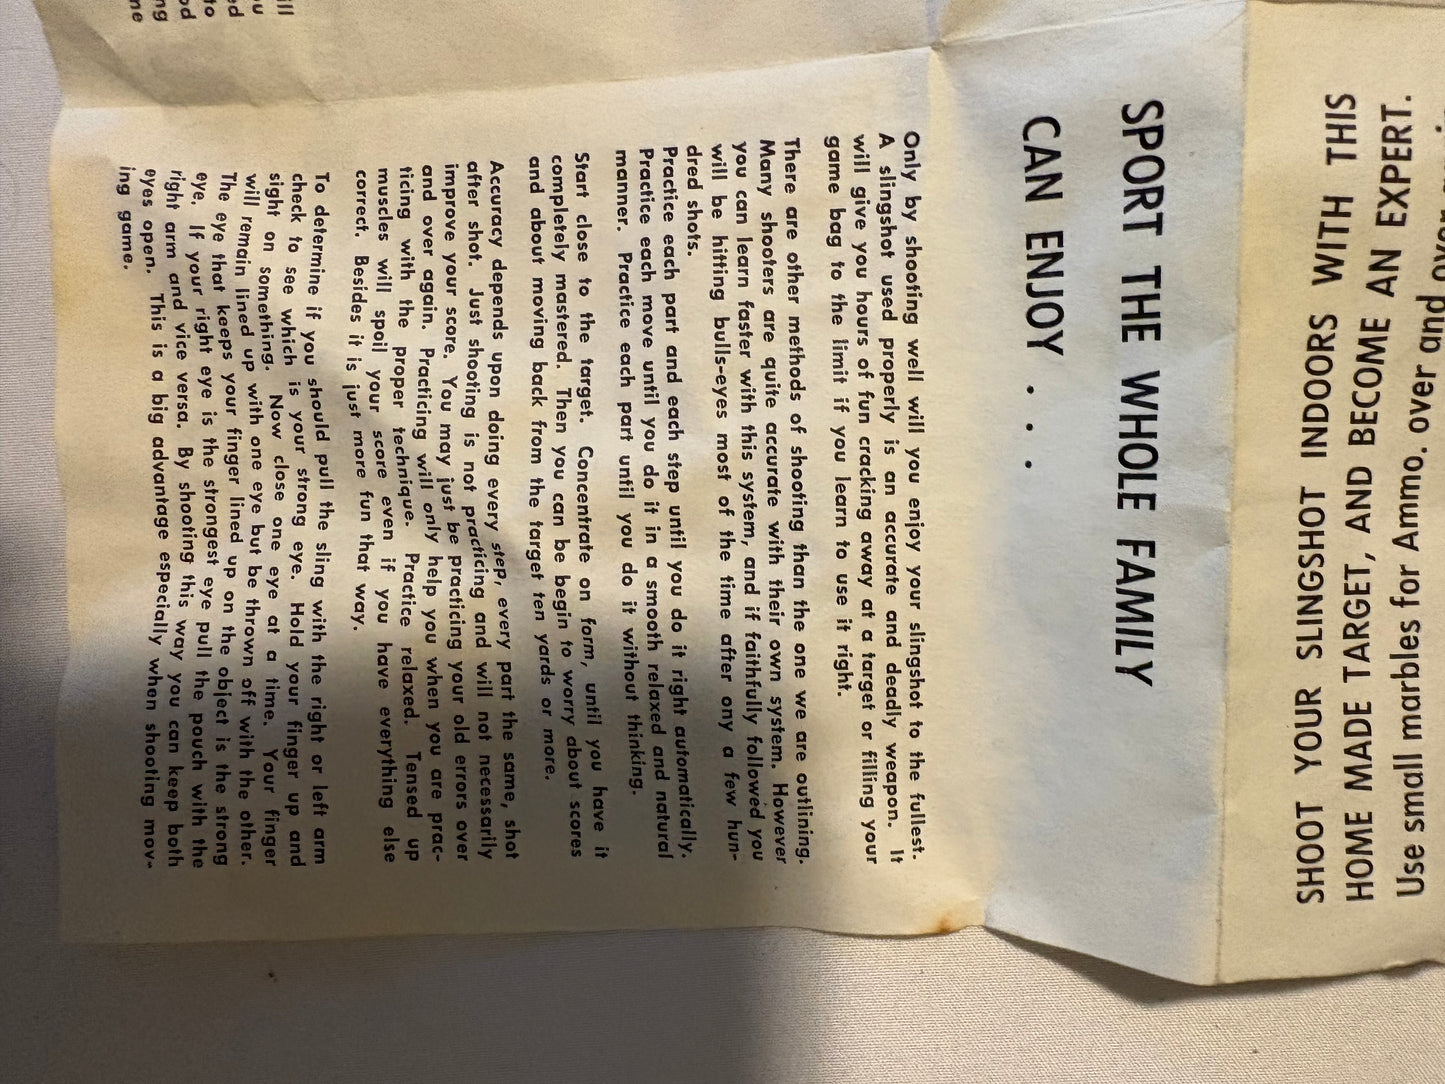 SHOOT YOUR SLINGSHOT INDOORS WITH THIS
HOME MADE TARGET, AND BECOME AN EXPERT.
Use small marbles for Ammo. over and
SPORT THE WHOLE FAMILY
CAN ENJOY . . .
Only by shooting well will you enjoy your slingshot to the fullest.
A slingshot used properly is an accurate and deadly weapon. It
will give you hours of fun cracking away at a target or filling your
game bag to the limit if you learn to use it right.
There are other methods of shooting than the one we are outlining.
Many shooters are quite accurate with their own system. However
you can learn faster with this system, and if faithfully followed you
will be hitting bulls-eyes most of the time after ony a few hun-
dred shots.
Practice each part and each step until you do it right automatically.
Practice each move until you do it in a smooth relaxed and natural
manner. Practice each part until you do it without thinking.
Start close to the target. Concentrate on form, until you have it
completely mastered. Then you can be begin to worry about scores
and about moving back from the target ten yards or more.
Accuracy depends upon doing every step, every part the same, shot
after shot. Just shooting is not practicing and will not necessarily
improve your score. You may just be practicing your old errors over
and over again. Practicing will only help you when you are prac-
ticing with the proper technique. Practice relaxed. Tensed up
muscles will spoil your score even if you have everything else
correct. Besides it is just more fun that way.
To determine if you should pull the sling with the right or left arm
check to see which is your strong eye. Hold your finger up and
sight on something. Now close one eye at a time. Your finger
will remain lined up with one eye but be thrown off with the other.
The eye that keeps your finger lined up on the object is the strong
eye. If your right eye is the strongest eye pull the pouch with the
right arm and vice versa. By shooting this way you can keep both
eyes open. This is a big advantage especially when shooting mov-
ing game.